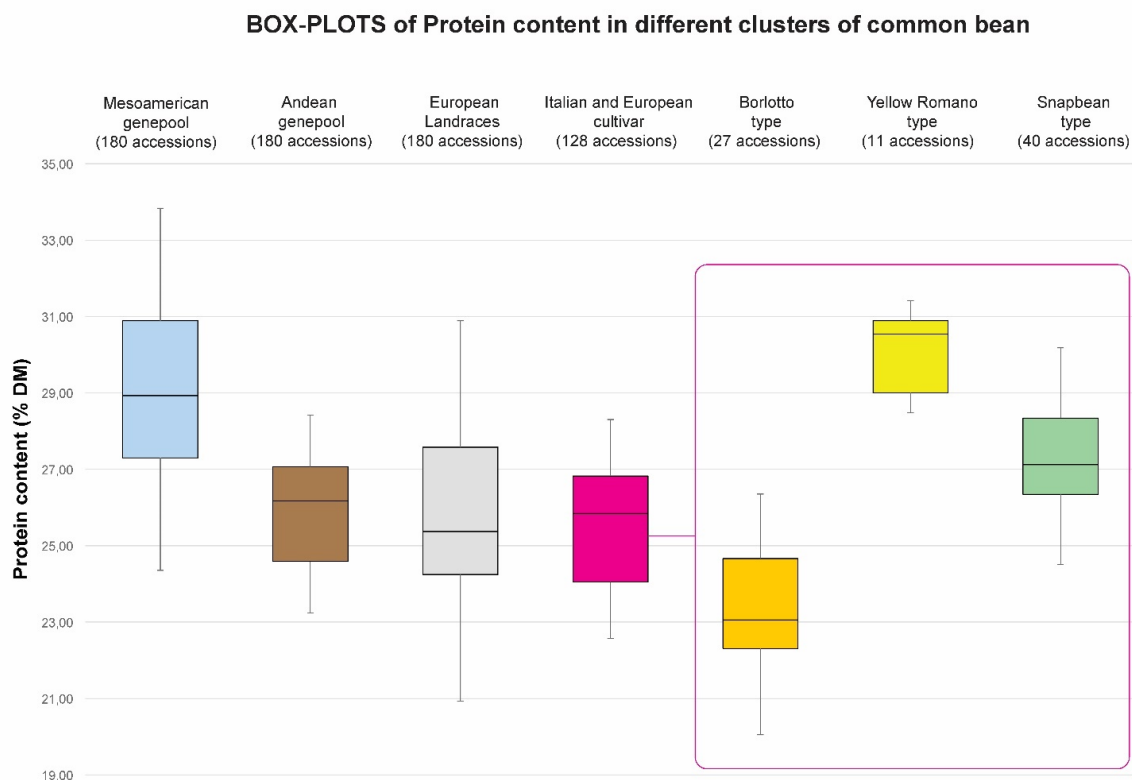 BOX-PLOTS of Protein content in different clusters of common bean
Mesoamerican
genepool
(180 accessions)
Andean
genepool
(180 accessions)
European
Landraces
(180 accessions)
Italian and European
cultivar
(128 accessions)
Borlotto
type
(27 accessions)
Yellow Romano
type
(11 accessions)
Snapbean
type
(40 accessions)
Protein content (% DM)
35,00
33,00
31,00
29,00
27,00
25,00
23,00
21,00
19,00